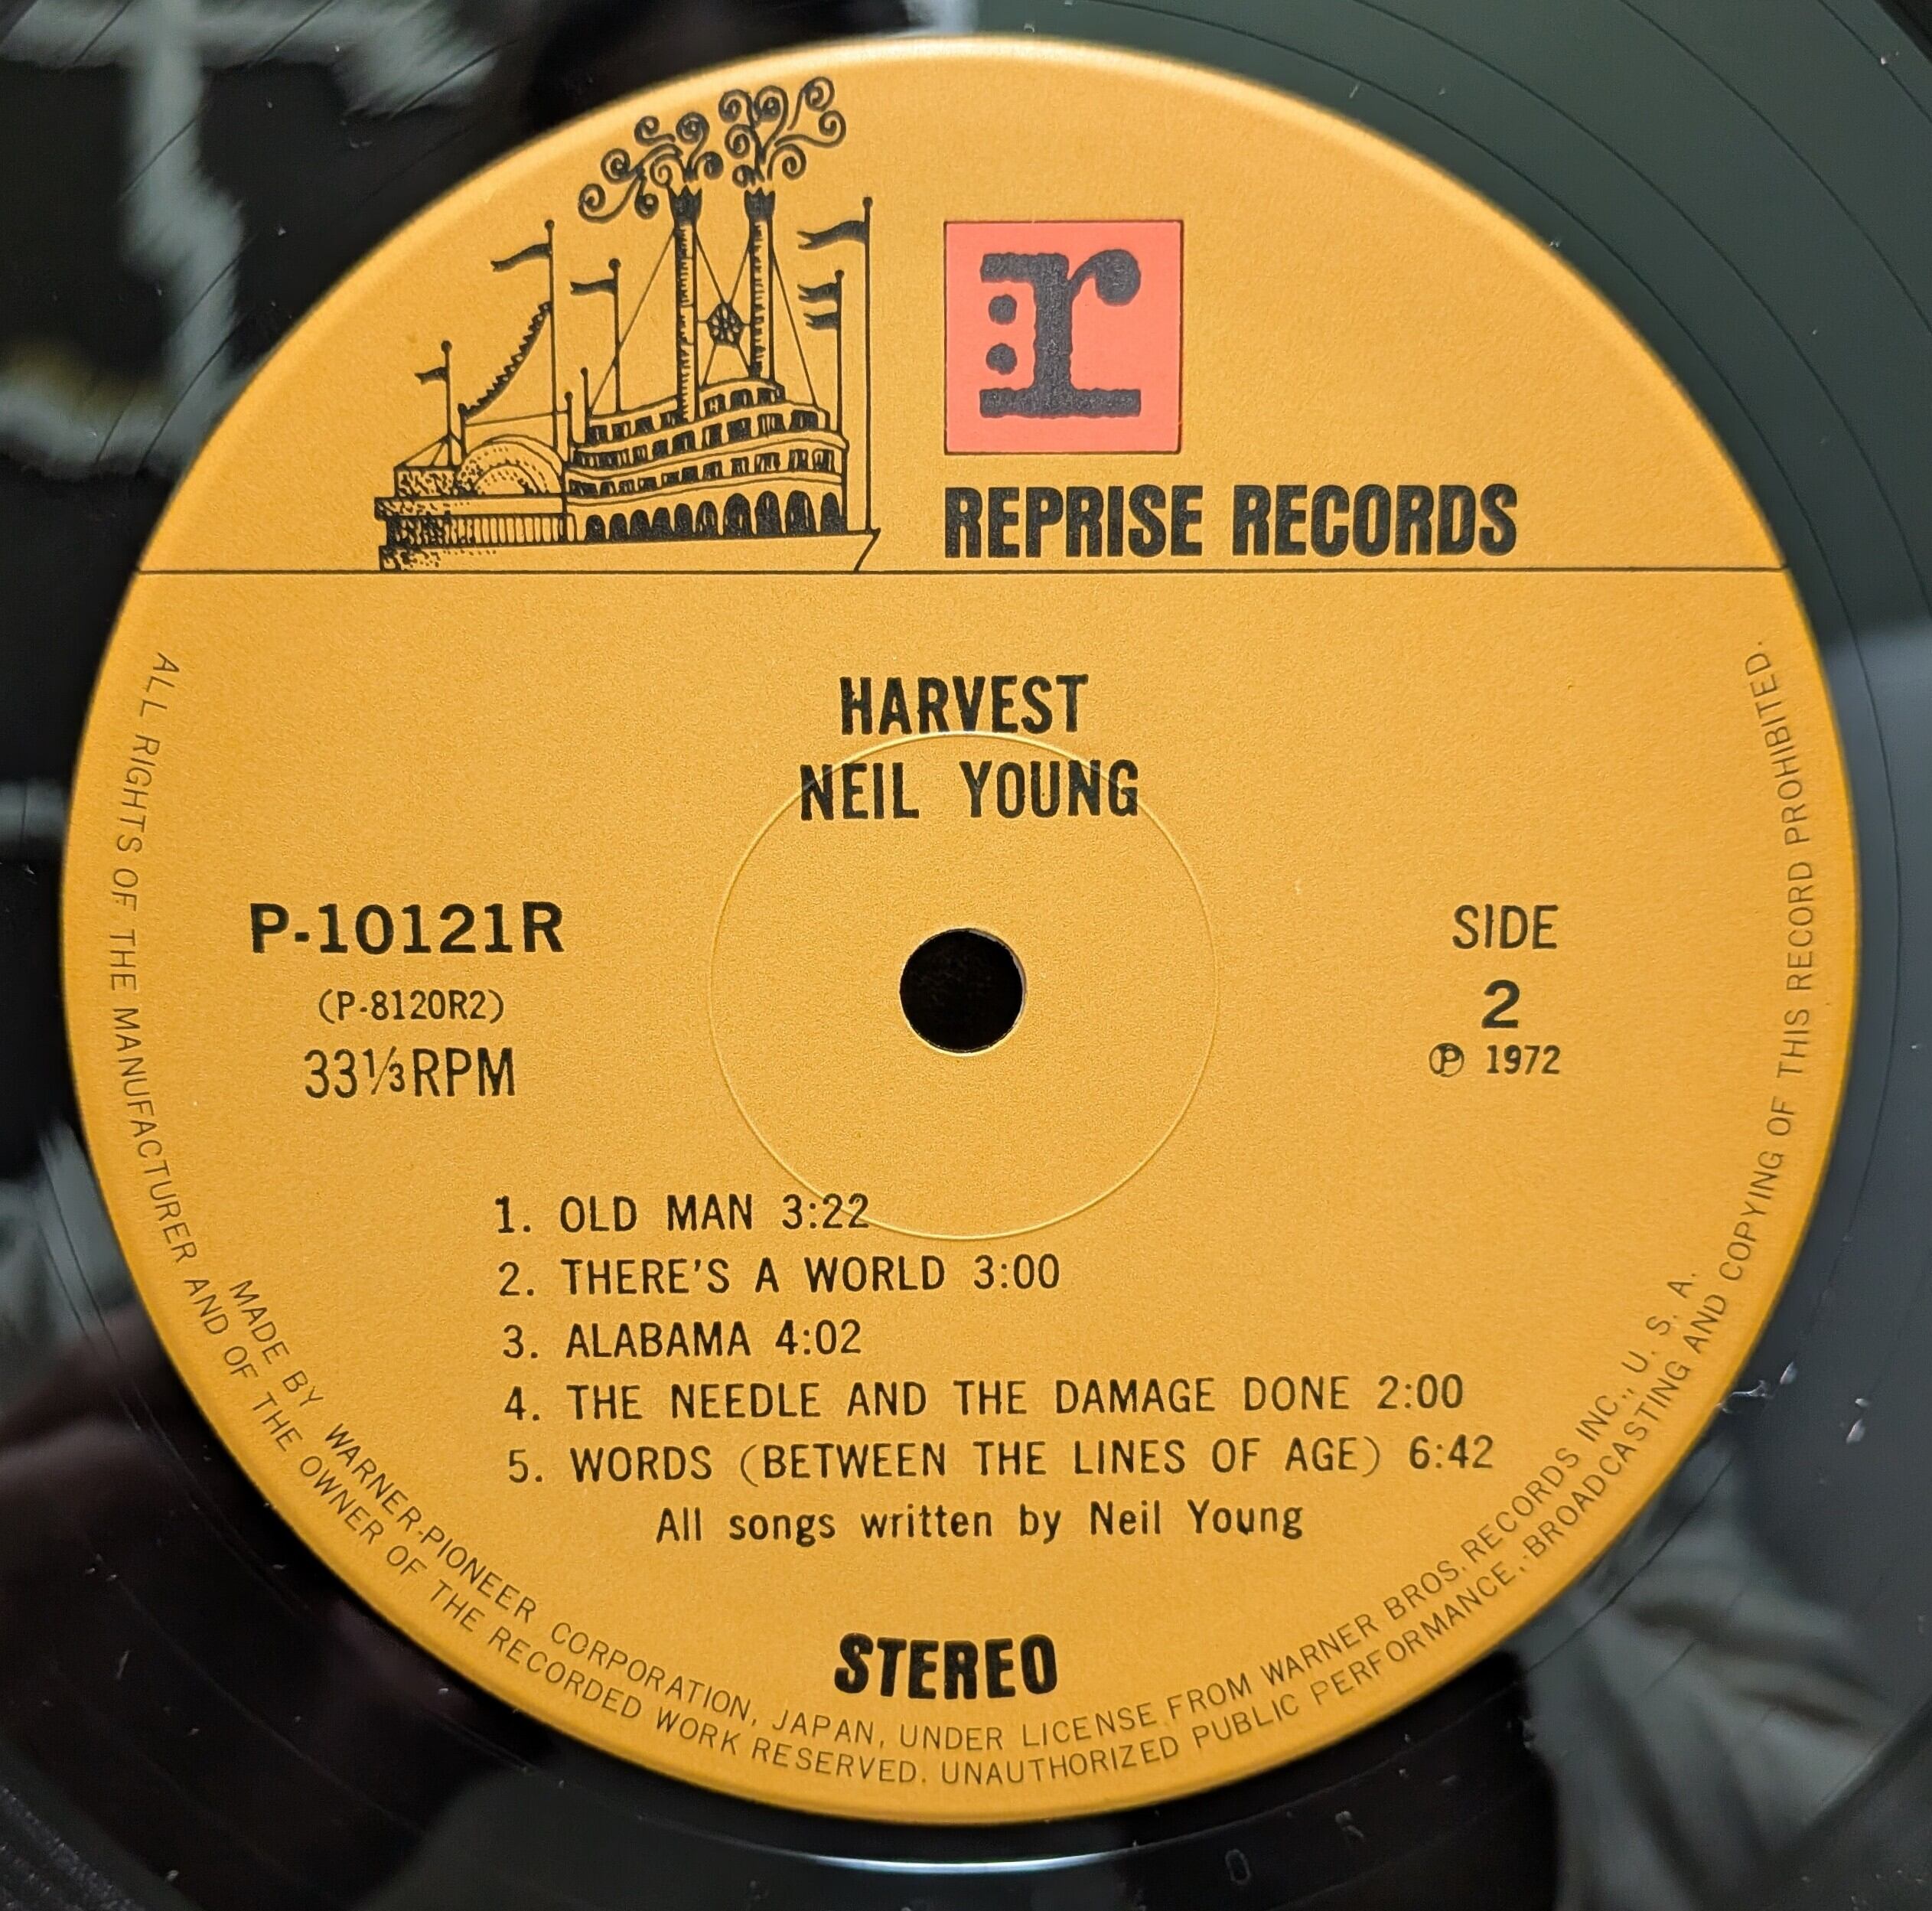 r:
REPRISE RECORDS
HARVEST
NEIL YOUNG
P-10121R
(P-8120R2)
33⅓RPM
SIDE
2
Ⓟ 1972
1. OLD MAN 3:22
2. THERE'S A WORLD 3:00
3. ALABAMA 4:02
4. THE NEEDLE AND THE DAMAGE DONE 2:00
5. WORDS (BETWEEN THE LINES OF AGE) 6:42
All songs written by Neil Young
STEREO
MADE BY WARNER-PIONEER CORPORATION, JAPAN, UNDER LICENSE FROM WARNER BROS. RECORDS INC., U. S. A.
ALL RIGHTS OF THE MANUFACTURER AND OF THE OWNER OF THE RECORDED WORK RESERVED. UNAUTHORIZED PUBLIC PERFORMANCE, BROADCASTING AND COPYING OF THIS RECORD PROHIBITED.